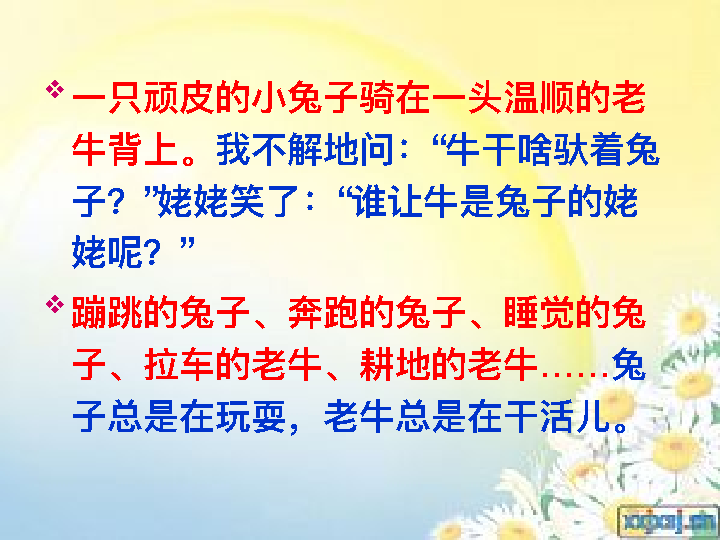 一只顽皮的小兔子骑在一头温顺的老
牛背上。我不解地问：“牛干啥驮着兔
子？”姥姥笑了：“谁让牛是兔子的姥
姥呢？”
蹦跳的兔子、奔跑的兔子、睡觉的兔
子、拉车的老牛、耕地的老牛……兔
子总是在玩耍，老牛总是在干活儿。